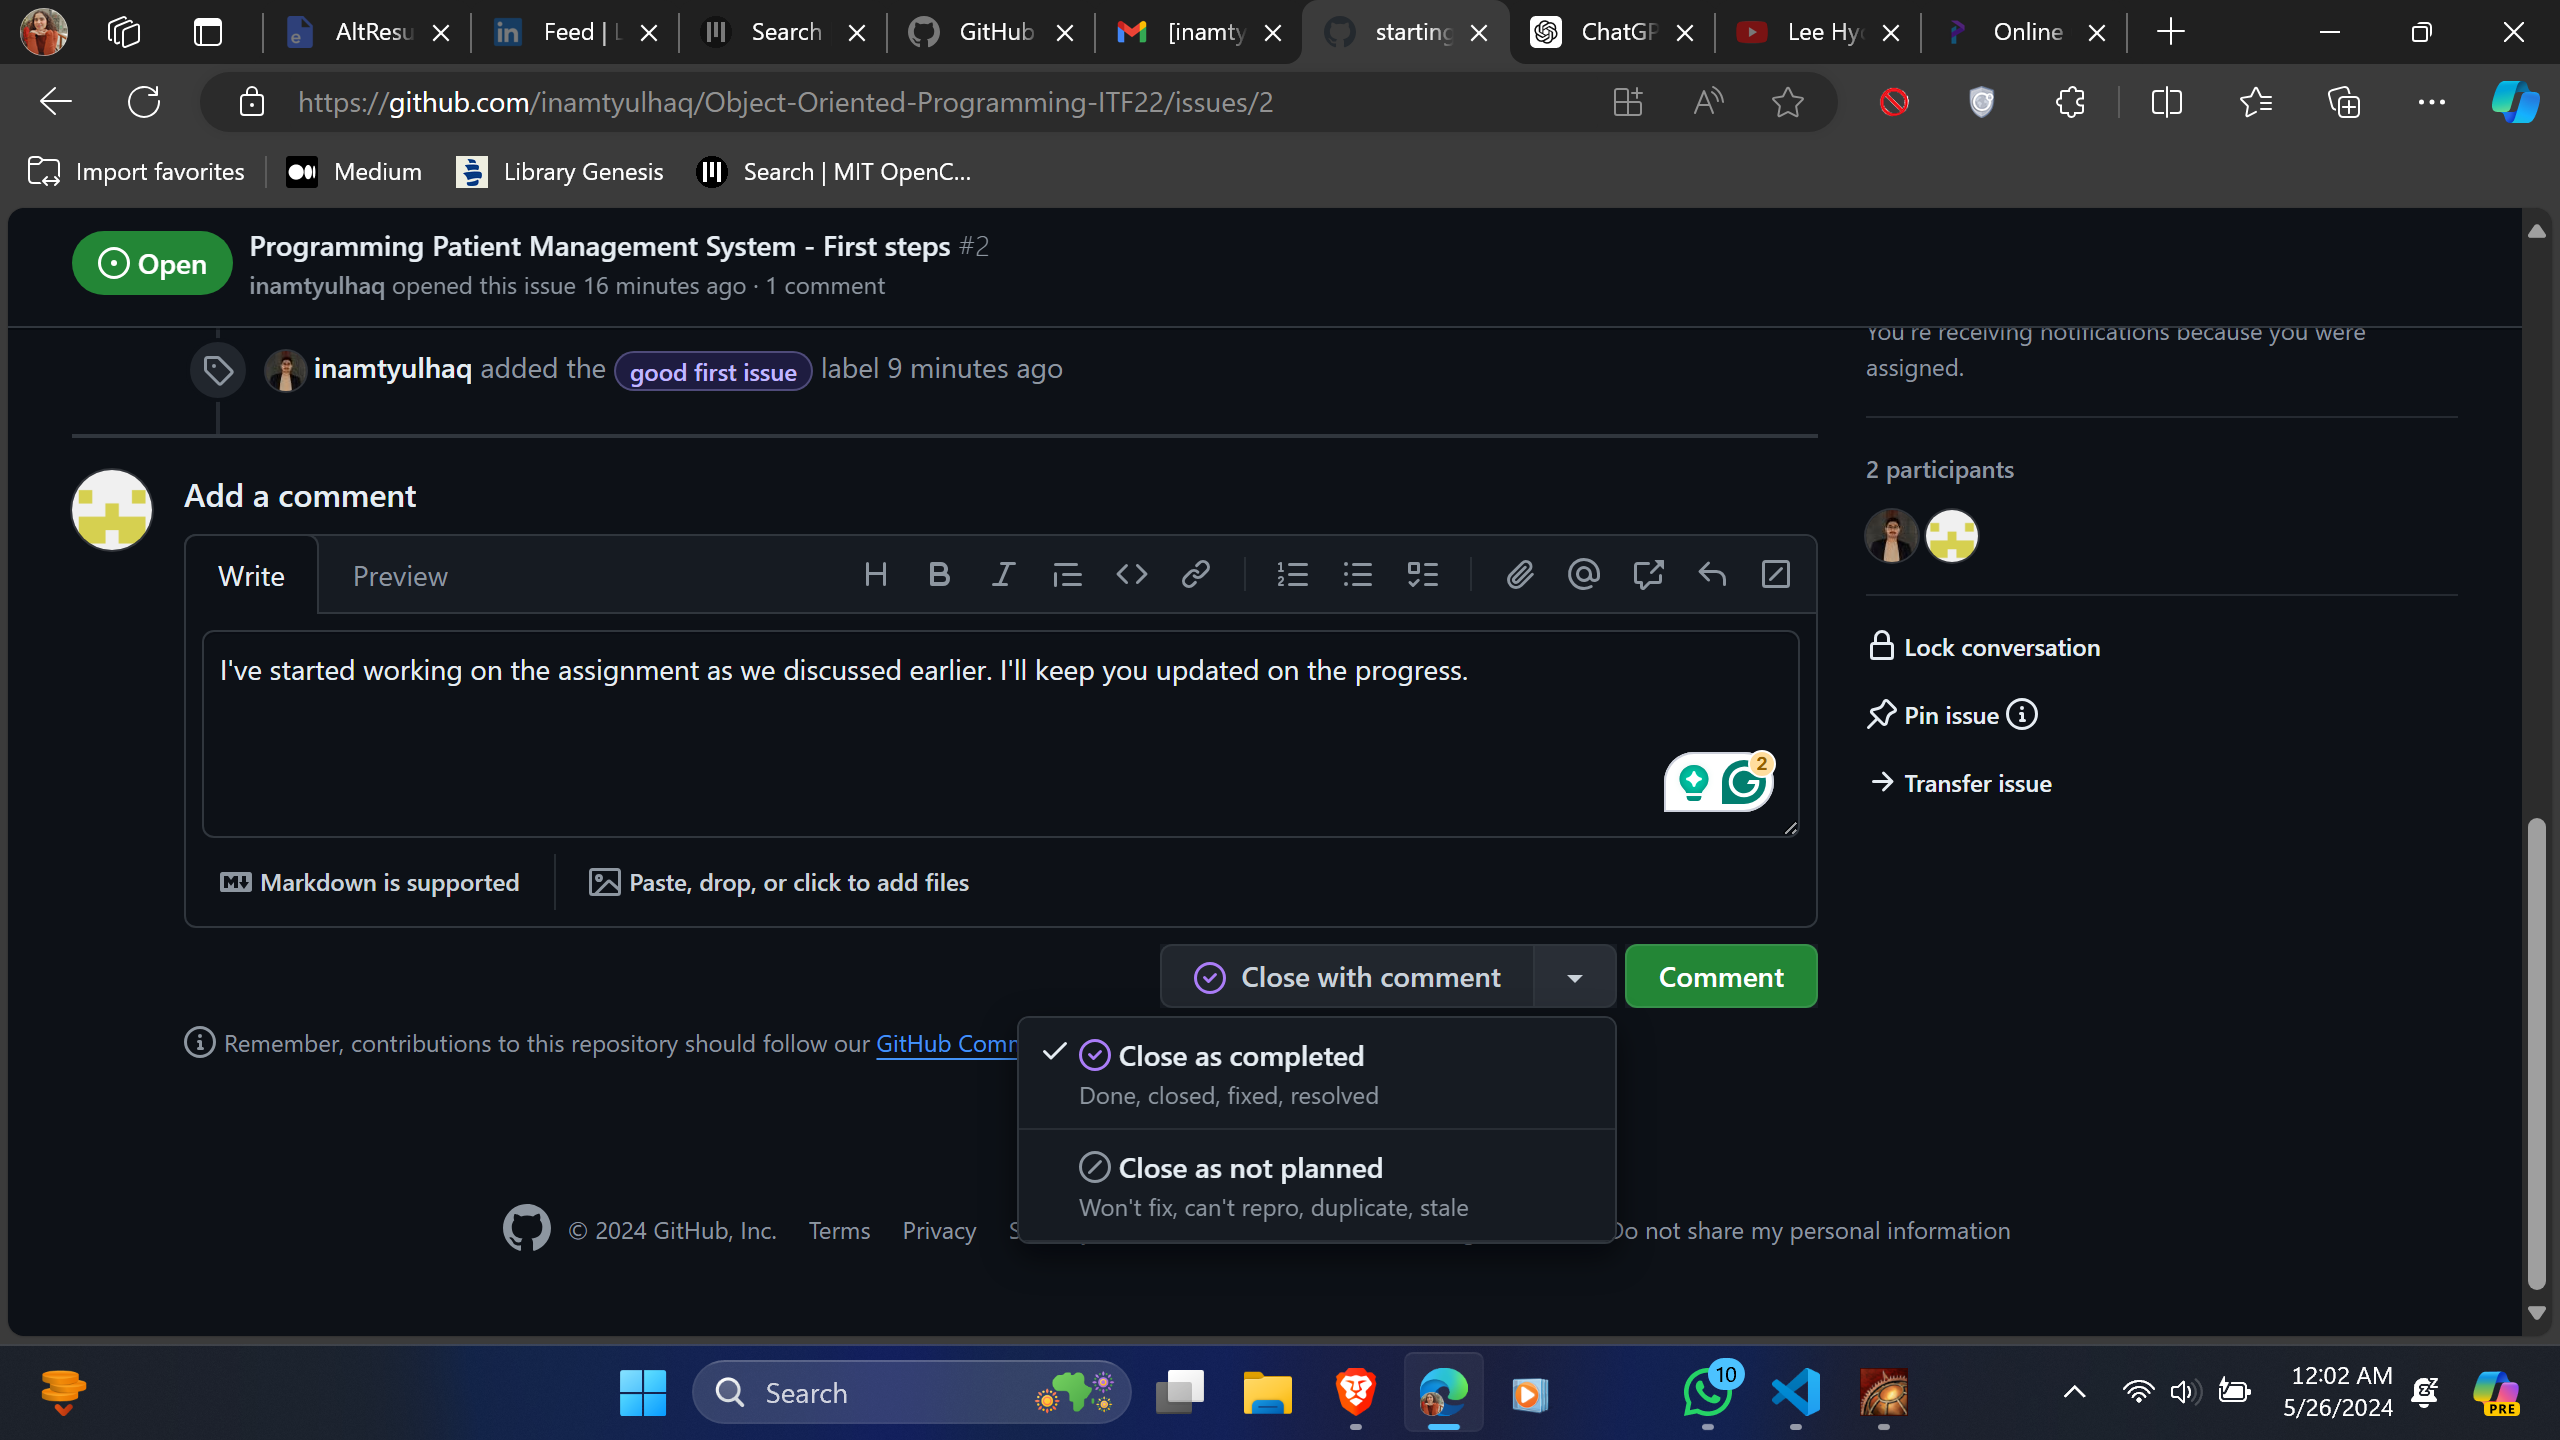 AltResu
Feed | L
Search
GitHub
[inamty
starting
ChatGP
Lee Hyo
Online
https://github.com/inamtyulhaq/Object-Oriented-Programming-ITF22/issues/2
Import favorites
Medium
Library Genesis
Search | MIT OpenC...
Open
Programming Patient Management System - First steps #2
inamtyulhaq opened this issue 16 minutes ago · 1 comment
You're receiving notifications because you were
assigned.
inamtyulhaq added the good first issue label 9 minutes ago
2 participants
Add a comment
Write
Preview
I've started working on the assignment as we discussed earlier. I'll keep you updated on the progress.
2
Lock conversation
Pin issue
Transfer issue
Markdown is supported
Paste, drop, or click to add files
Close with comment
Comment
Remember, contributions to this repository should follow our GitHub Comm
Close as completed
Done, closed, fixed, resolved
Close as not planned
Won't fix, can't repro, duplicate, stale
© 2024 GitHub, Inc.
Terms
Privacy
Do not share my personal information
Search
10
12:02 AM
5/26/2024
PRE